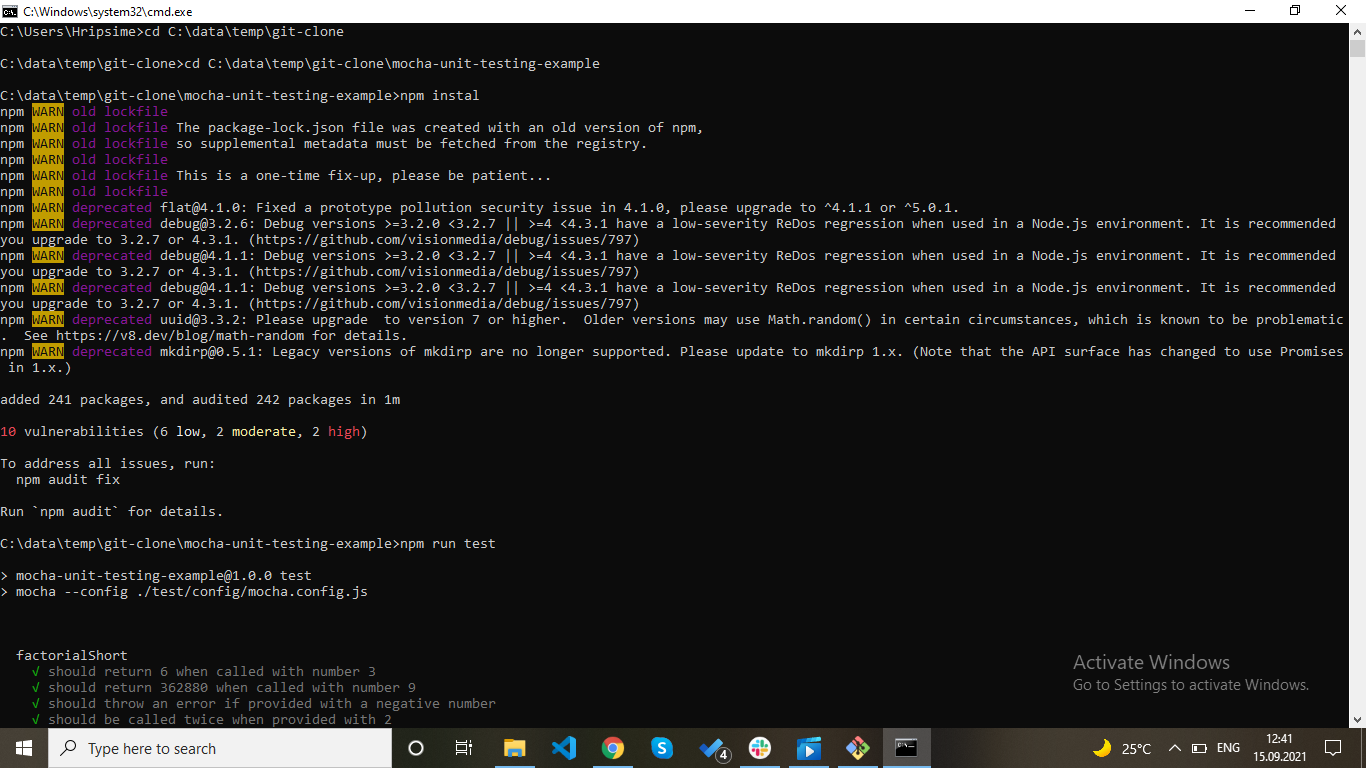 C:\Windows\system32\cmd.exe
C:\Users\Hripsime>cd C:\data\temp\git-clone
C:\data\temp\git-clone>cd C:\data\temp\git-clone\mocha-unit-testing-example
C:\data\temp\git-clone\mocha-unit-testing-example>npm instal
npm WARN old lockfile
npm WARN old lockfile The package-lock.json file was created with an old version of npm,
npm WARN old lockfile so supplemental metadata must be fetched from the registry.
npm WARN old lockfile
npm WARN old lockfile This is a one-time fix-up, please be patient...
npm WARN old lockfile
npm WARN deprecated flat@4.1.0: Fixed a prototype pollution security issue in 4.1.0, please upgrade to ^4.1.1 or ^5.0.1.
npm WARN deprecated debug@3.2.6: Debug versions >=3.2.0 <3.2.7 || >=4 <4.3.1 have a low-severity ReDos regression when used in a Node.js environment. It is recommended
you upgrade to 3.2.7 or 4.3.1. (https://github.com/visionmedia/debug/issues/797)
npm WARN deprecated debug@4.1.1: Debug versions >=3.2.0 <3.2.7 || >=4 <4.3.1 have a low-severity ReDos regression when used in a Node.js environment. It is recommended
you upgrade to 3.2.7 or 4.3.1. (https://github.com/visionmedia/debug/issues/797)
npm WARN deprecated debug@4.1.1: Debug versions >=3.2.0 <3.2.7 || >=4 <4.3.1 have a low-severity ReDos regression when used in a Node.js environment. It is recommended
you upgrade to 3.2.7 or 4.3.1. (https://github.com/visionmedia/debug/issues/797)
npm WARN deprecated uuid@3.3.2: Please upgrade  to version 7 or higher.  Older versions may use Math.random() in certain circumstances, which is known to be problematic
.  See https://v8.dev/blog/math-random for details.
npm WARN deprecated mkdirp@0.5.1: Legacy versions of mkdirp are no longer supported. Please update to mkdirp 1.x. (Note that the API surface has changed to use Promises
in 1.x.)
added 241 packages, and audited 242 packages in 1m
10 vulnerabilities (6 low, 2 moderate, 2 high)
To address all issues, run:
npm audit fix
Run `npm audit` for details.
C:\data\temp\git-clone\mocha-unit-testing-example>npm run test
> mocha-unit-testing-example@1.0.0 test
> mocha --config ./test/config/mocha.config.js
factorialShort
√ should return 6 when called with number 3
√ should return 362880 when called with number 9
√ should throw an error if provided with a negative number
√ should be called twice when provided with 2
Activate Windows
Go to Settings to activate Windows.
Type here to search
4
25°C
ENG
12:41
15.09.2021